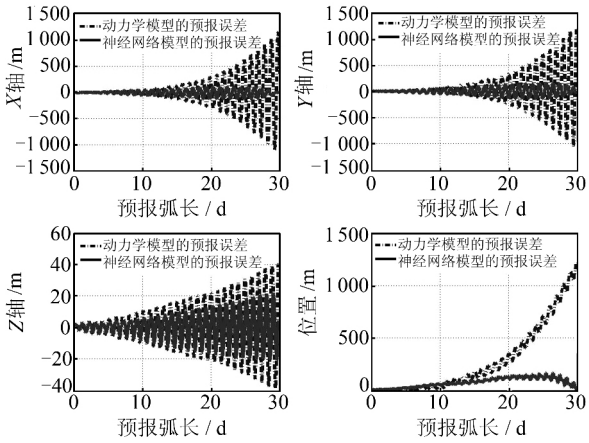 1 500
1 000
500
0
−500
−1 000
−1 500
X轴/m
动力学模型的预报误差
神经网络模型的预报误差
0 10 20 30
预报弧长 / d
1 500
1 000
500
0
−500
−1 000
−1 500
Y轴/m
动力学模型的预报误差
神经网络模型的预报误差
0 10 20 30
预报弧长 / d
60
40
20
0
−20
−40
Z轴/m
动力学模型的预报误差
神经网络模型的预报误差
0 10 20 30
预报弧长 / d
1 500
1 000
500
0
位置/m
动力学模型的预报误差
神经网络模型的预报误差
0 10 20 30
预报弧长 / d